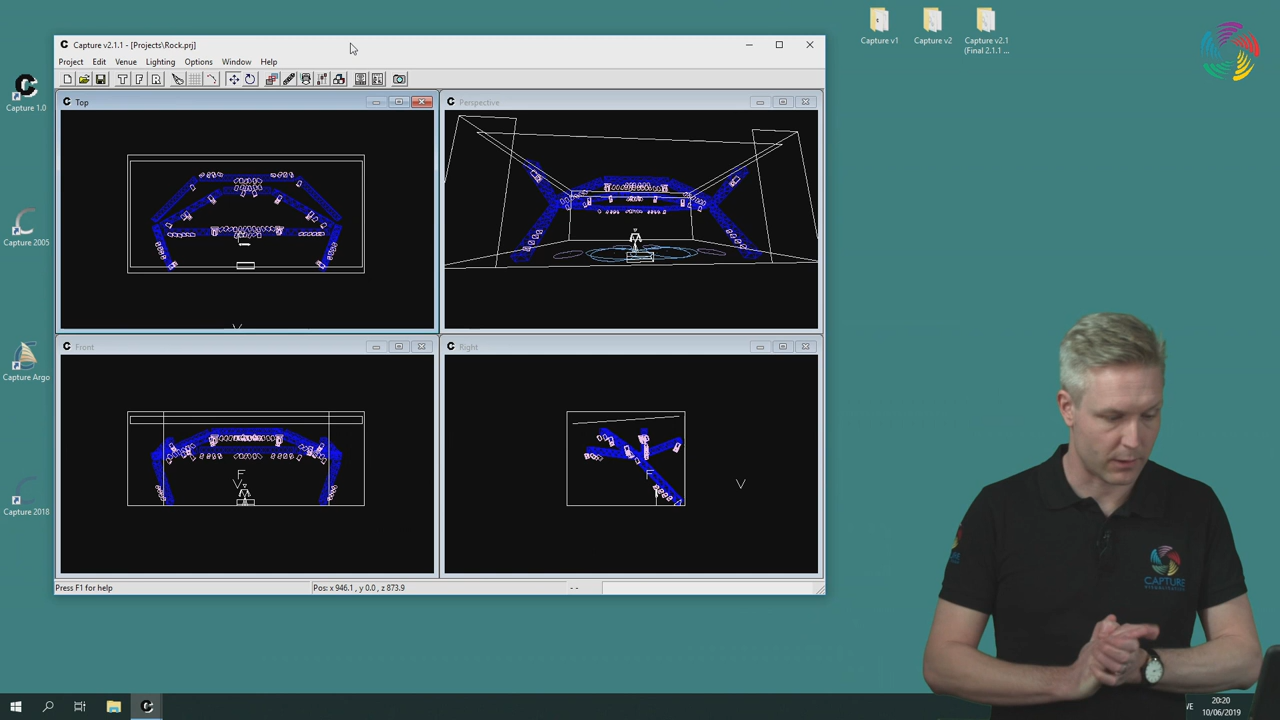 Capture v2.1.1 - [Projects\Rock.prj]
Project Edit Venue Lighting Options Window Help
T F R
Top
Perspective
V
Front
Right
F
V
F
V
Press F1 for help
Pos: x 946.1 , y 0.0 , z 873.9
- -
Capture 1.0
Capture 2005
Capture Argo
Capture 2018
Capture v1
Capture v2
Capture v2.1
(Final 2.1.1 ...
CAPTURE
20:20
10/06/2019